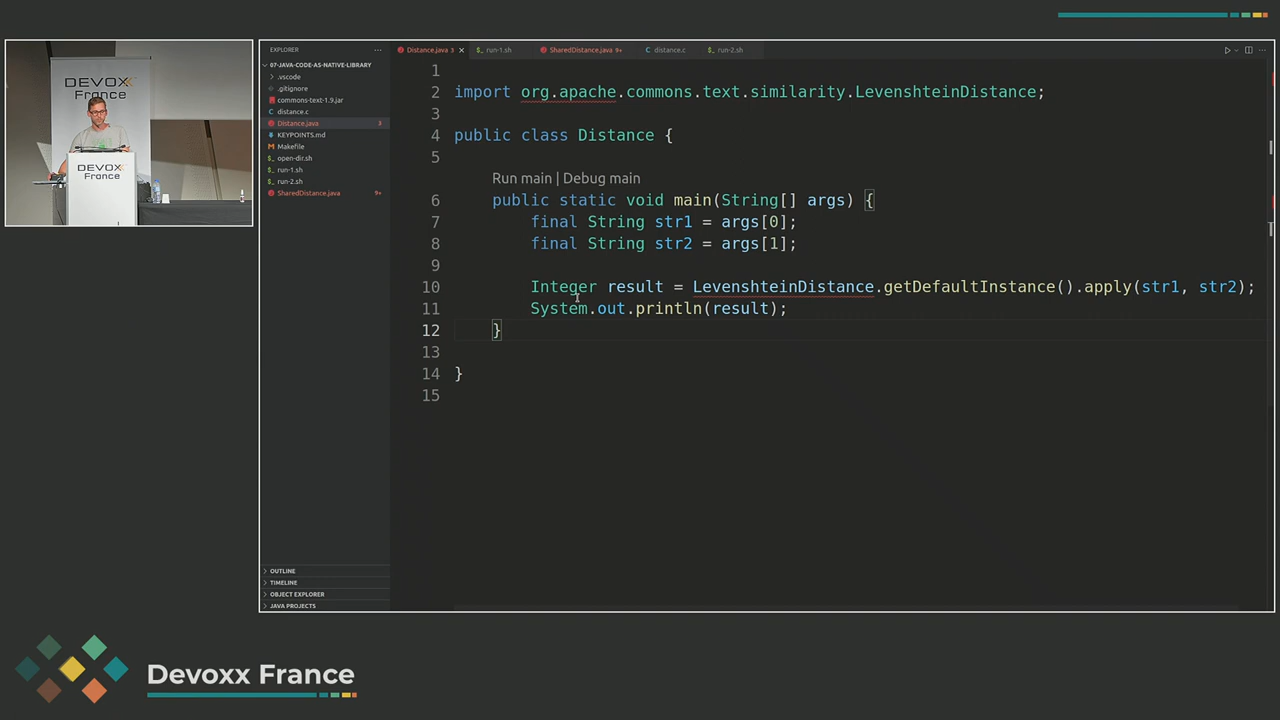 DEVOXX
France
DEVOXX
France
EXPLORER
07-JAVA-CODE-AS-NATIVE-LIBRARY
.vscode
.gitignore
commons-text-1.9.jar
distance.c
Distance.java 3
KEYPOINTS.md
Makefile
open-dir.sh
run-1.sh
run-2.sh
SharedDistance.java 9+
OUTLINE
TIMELINE
OBJECT EXPLORER
JAVA PROJECTS
Distance.java 3 run-1.sh SharedDistance.java 9+ distance.c run-2.sh
1
2 import org.apache.commons.text.similarity.LevenshteinDistance;
3
4 public class Distance {
5
Run main | Debug main
6 public static void main(String[] args) {
7 final String str1 = args[0];
8 final String str2 = args[1];
9
10 Integer result = LevenshteinDistance.getDefaultInstance().apply(str1, str2);
11 System.out.println(result);
12 }
13
14 }
15
Devoxx France